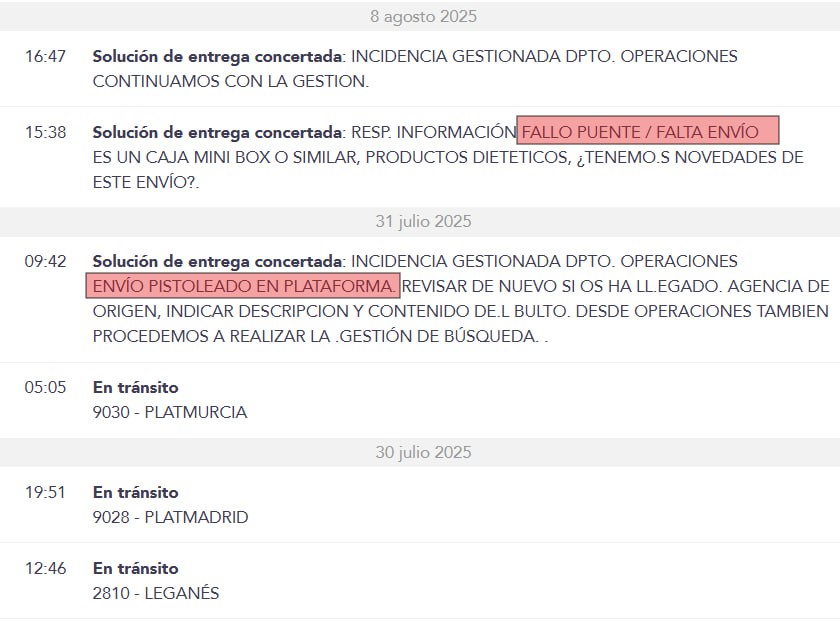 8 agosto 2025
16:47 Solución de entrega concertada: INCIDENCIA GESTIONADA DPTO. OPERACIONES
CONTINUAMOS CON LA GESTION.
15:38 Solución de entrega concertada: RESP. INFORMACIÓN FALLO PUENTE / FALTA ENVÍO
ES UN CAJA MINI BOX O SIMILAR, PRODUCTOS DIETETICOS, ¿TENEMO.S NOVEDADES DE
ESTE ENVÍO?.
31 julio 2025
09:42 Solución de entrega concertada: INCIDENCIA GESTIONADA DPTO. OPERACIONES
ENVÍO PISTOLEADO EN PLATAFORMA. REVISAR DE NUEVO SI OS HA LL.EGADO. AGENCIA DE
ORIGEN, INDICAR DESCRIPCION Y CONTENIDO DE.L BULTO. DESDE OPERACIONES TAMBIEN
PROCEDEMOS A REALIZAR LA .GESTIÓN DE BÚSQUEDA. .
05:05 En tránsito
9030 - PLATMURCIA
30 julio 2025
19:51 En tránsito
9028 - PLATMADRID
12:46 En tránsito
2810 - LEGANÉS